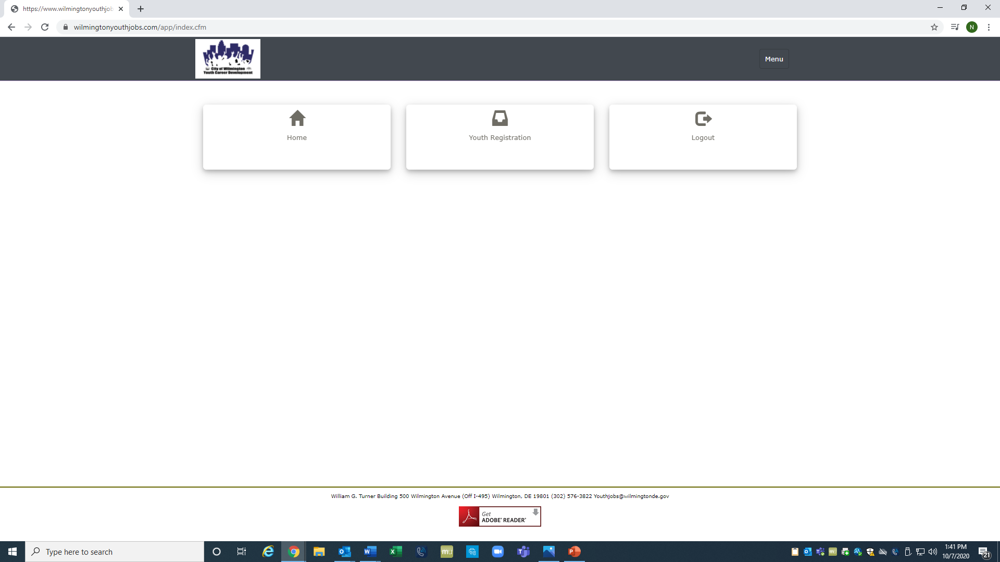 https://www.wilmingtonyouthjob
wilmingtonyouthjobs.com/app/index.cfm
N
City of Wilmington
Youth Career Development
Menu
Home
Youth Registration
Logout
William G. Turner Building 500 Wilmington Avenue (Off I-495) Wilmington, DE 19801 (302) 576-3822 Youthjobs@wilmingtonde.gov
Get
ADOBE® READER®
Type here to search
mu
1:41 PM
10/7/2020
21